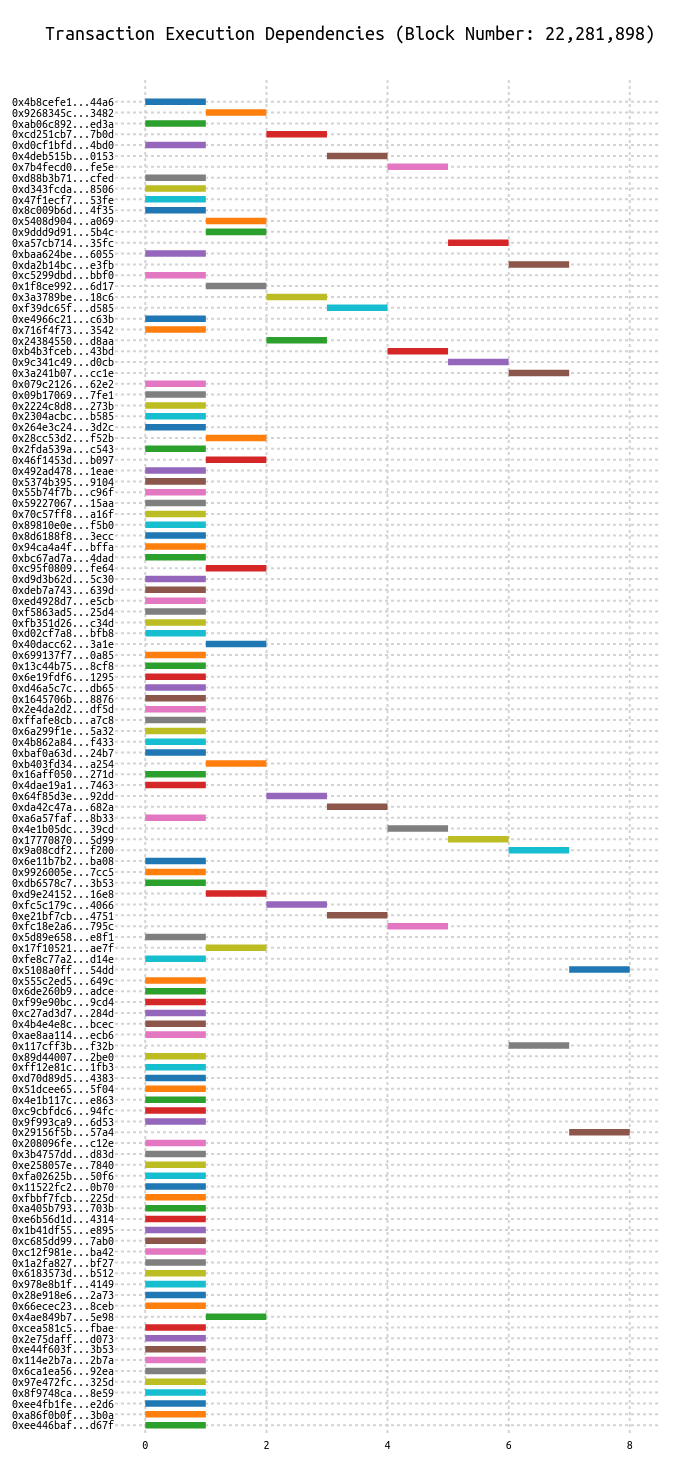 Transaction Execution Dependencies (Block Number: 22,281,898)
0x4b8cefe1...44a6
0x9268345c...3482
0xab06c892...ed3a
0xcd251cb7...7b0d
0xd0cf1bfd...4bd0
0x4deb515b...0153
0x7b4fecd0...fe5e
0xd88b3b71...cfed
0xd343fcda...8506
0x47f1ecf7...53fe
0x8c009b6d...4f35
0x5408d904...a069
0x9ddd9d91...5b4c
0xa57cb714...35fc
0xbaa624be...6055
0xda2b14bc...e3fb
0xc5299dbd...bbf0
0x1f8ce992...6d17
0x3a3789be...18c6
0xf39dc65f...d585
0xe4966c21...c63b
0x716f4f73...3542
0x24384550...d8aa
0xb4b3fceb...43bd
0x9c341c49...d0cb
0x3a241b07...cc1e
0x079c2126...62e2
0x09b17069...7fe1
0x2224c8d8...273b
0x2304acbc...b585
0x264e3c24...3d2c
0x28cc53d2...f52b
0x2fda539a...c543
0x46f1453d...b097
0x492ad478...1eae
0x5374b395...9104
0x55b74f7b...c96f
0x59227067...15aa
0x70c57ff8...a16f
0x89810e0e...f5b0
0x8d6188f8...3ecc
0x94ca4a4f...bffa
0xbc67ad7a...4dad
0xc95f0809...fe64
0xd9d3b62d...5c30
0xdeb7a743...639d
0xed4928d7...e5cb
0xf5863ad5...25d4
0xfb351d26...c34d
0xd02cf7a8...bfb8
0x40dacc62...3a1e
0x699137f7...0a85
0x13c44b75...8cf8
0x6e19fdf6...1295
0xd46a5c7c...db65
0x1645706b...8876
0x2e4da2d2...df5d
0xffafe8cb...a7c8
0x6a299f1e...5a32
0x4b862a84...f433
0xbaf0a63d...24b7
0xb403fd34...a254
0x16aff050...271d
0x4dae19a1...7463
0x64f85d3e...92dd
0xda42c47a...682a
0xa6a57faf...8b33
0x4e1b05dc...39cd
0x17770870...5d99
0x9a08cdf2...f200
0x6e11b7b2...ba08
0x9926005e...7cc5
0xdb6578c7...3b53
0xd9e24152...16e8
0xfc5c179c...4066
0xe21bf7cb...4751
0xfc18e2a6...795c
0x5d89e658...e8f1
0x17f10521...ae7f
0xfe8c77a2...d14e
0x5108a0ff...54dd
0x555c2ed5...649c
0x6de260b9...adce
0xf99e90bc...9cd4
0xc27ad3d7...284d
0x4b4e4e8c...bcec
0xae8aa114...ecb6
0x117cff3b...f32b
0x89d44007...2be0
0xff12e81c...1fb3
0xd70d89d5...4383
0x51dcee65...5f04
0x4e1b117c...e863
0xc9cbfdc6...94fc
0x9f993ca9...6d53
0x29156f5b...57a4
0x208096fe...c12e
0x3b4757dd...d83d
0xe258057e...7840
0xfa02625b...50f6
0x11522fc2...0b70
0xfbbf7fcb...225d
0xa405b793...703b
0xe6b56d1d...4314
0x1b41df55...e895
0xc685dd99...7ab0
0xc12f981e...ba42
0x1a2fa827...bf27
0x6183573d...b512
0x978e8b1f...4149
0x28e918e6...2a73
0x66ecec23...8ceb
0x4ae849b7...5e98
0xcea581c5...fbae
0x2e75daff...d073
0xe44f603f...3b53
0x114e2b7a...2b7a
0x6ca1ea56...92ea
0x97e472fc...325d
0x8f9748ca...8e59
0xee4fb1fe...e2d6
0xa86f0b0f...3b0a
0xee446baf...d67f
0 2 4 6 8